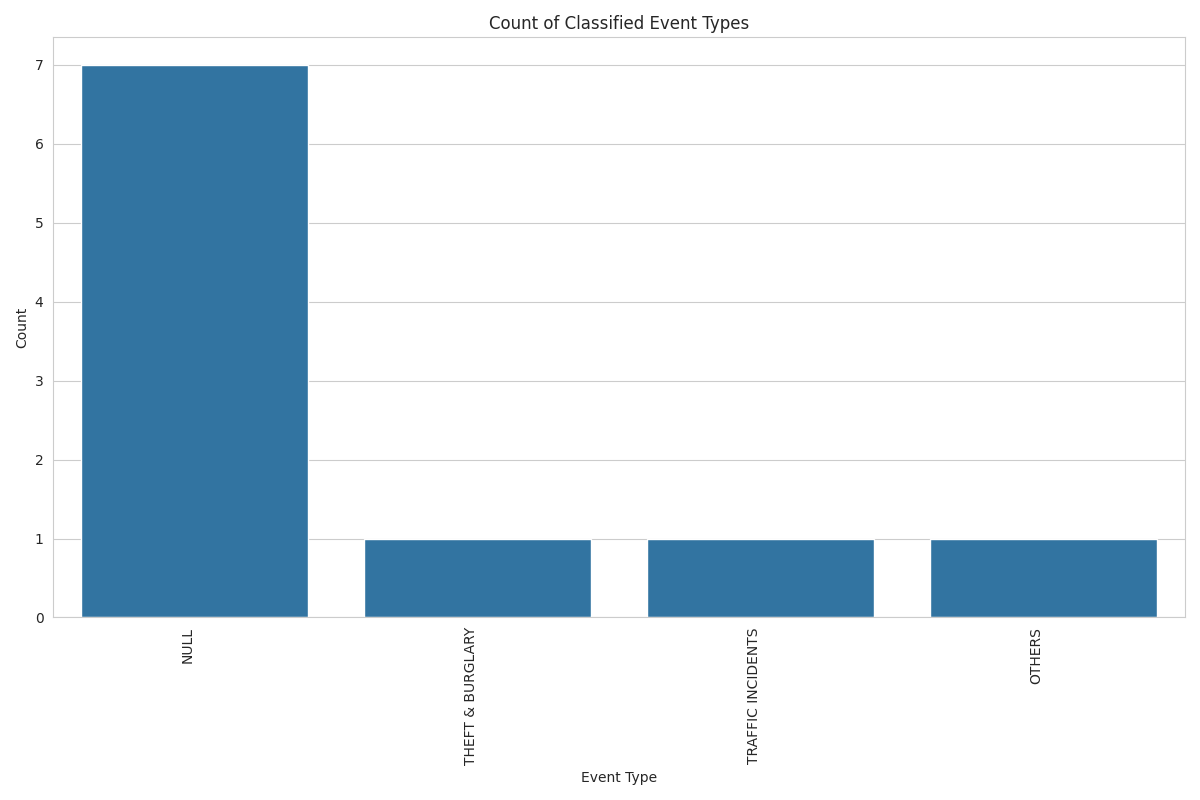 Count of Classified Event Types
Count
7
6
5
4
3
2
1
0
NULL
THEFT & BURGLARY
TRAFFIC INCIDENTS
OTHERS
Event Type